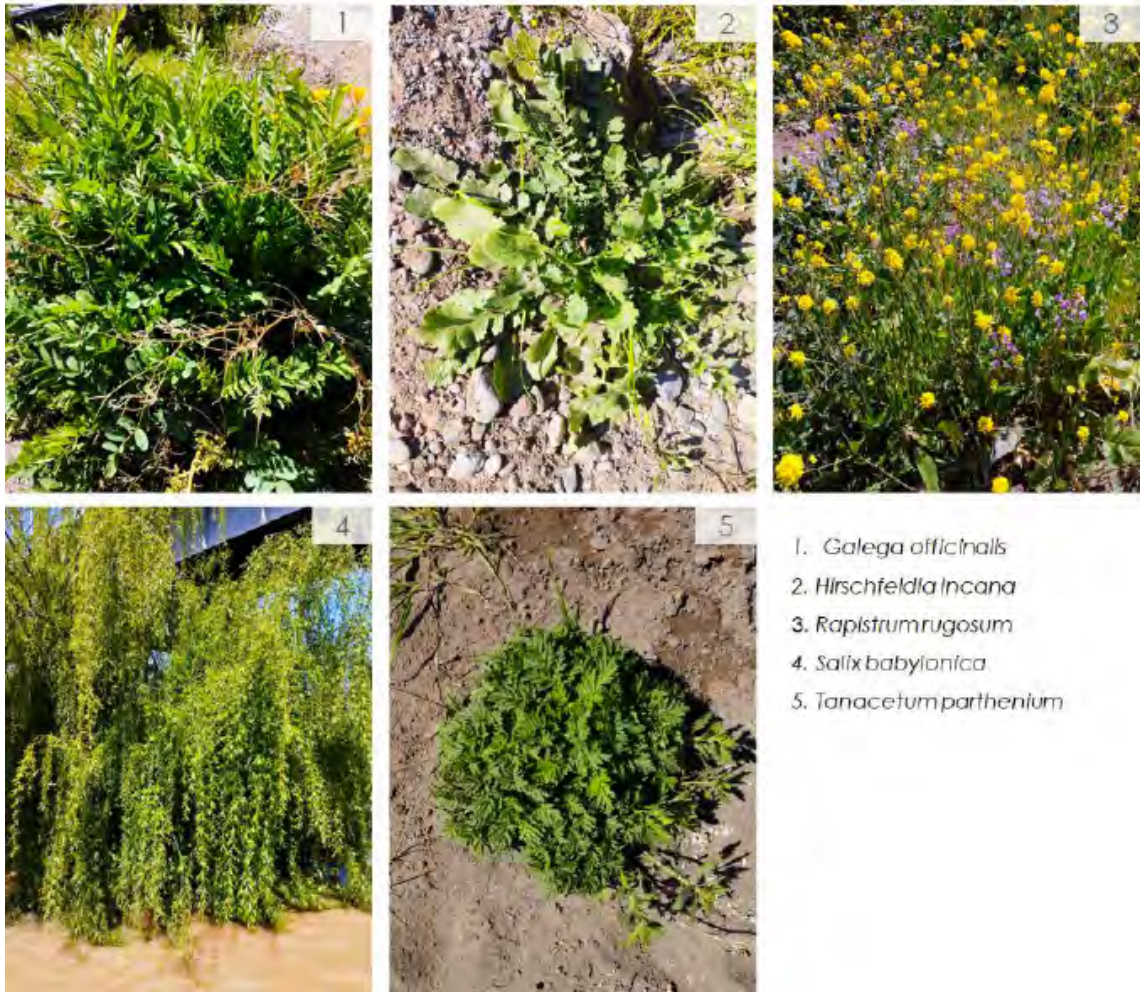 1
2
3
4
5
1. Galega officinalis
2. Hirschfeldia incana
3. Rapistrum rugosum
4. Salix babylonica
5. Tanacetum parthenium